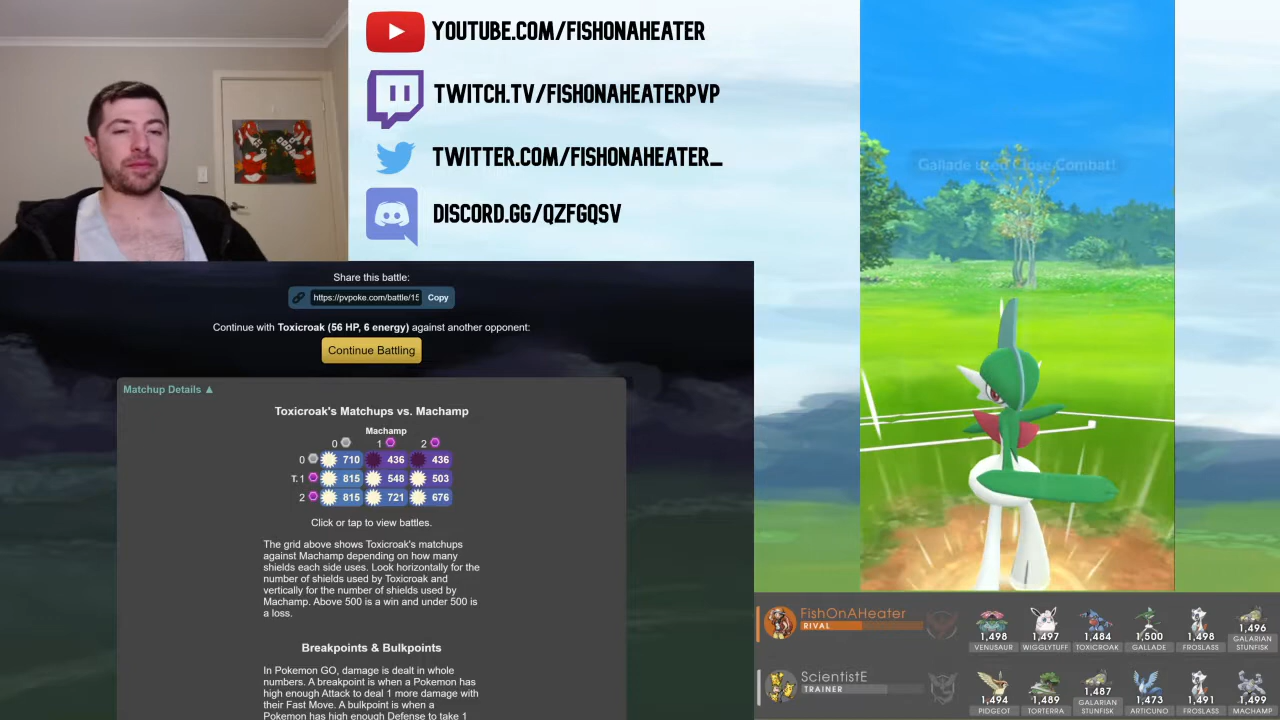 YOUTUBE.COM/FISHONAHEATER
TWITCH.TV/FISHONAHEATERPVP
TWITTER.COM/FISHONAHEATER_
DISCORD.GG/QZFGQSV
Gallade used Close Combat!
Share this battle:
https://pvpoke.com/battle/15
Copy
Continue with Toxicroak (56 HP, 6 energy) against another opponent:
Continue Battling
Matchup Details ▲
Toxicroak's Matchups vs. Machamp
Machamp
0 1 2
0 710 436 436
T. 1 815 548 503
2 815 721 676
Click or tap to view battles.
The grid above shows Toxicroak's matchups
against Machamp depending on how many
shields each side uses. Look horizontally for the
number of shields used by Toxicroak and
vertically for the number of shields used by
Machamp. Above 500 is a win and under 500 is
a loss.
Breakpoints & Bulkpoints
In Pokemon GO, damage is dealt in whole
numbers. A breakpoint is when a Pokemon has
high enough Attack to deal 1 more damage with
their Fast Move. A bulkpoint is when a
Pokemon has high enough Defense to take 1
FishOnAHeater
RIVAL
1,498 1,497 1,484 1,500 1,498 1,496
VENUSAUR WIGGLYTUFF TOXICROAK GALLADE FROSLASS GALARIAN STUNFISK
ScientistE
TRAINER
1,494 1,489 1,487 1,473 1,491 1,499
PIDGEOT TORTERRA GALARIAN STUNFISK ARTICUNO FROSLASS MACHAMP